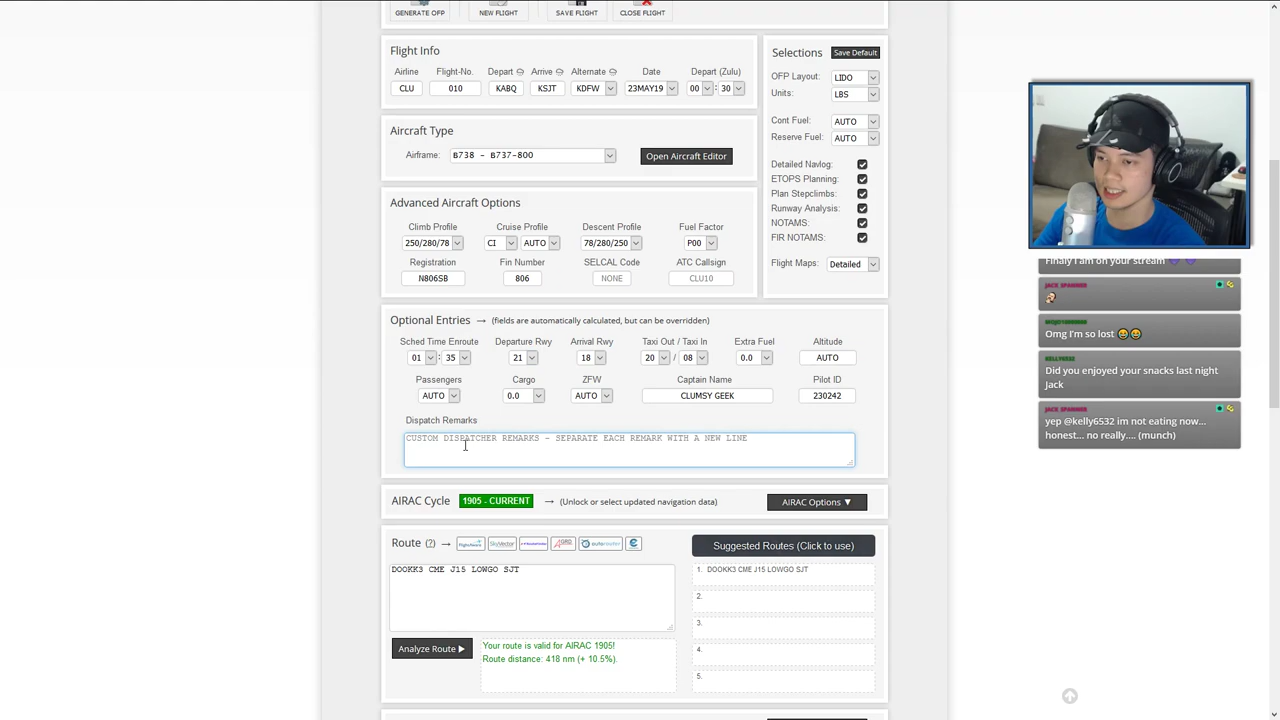 GENERATE OFP
NEW FLIGHT
SAVE FLIGHT
CLOSE FLIGHT
Flight Info
Airline
Flight-No.
Depart
Arrive
Alternate
Date
Depart (Zulu)
CLU
010
KABQ
KSJT
KDFW
23MAY19
00 : 30
Aircraft Type
Airframe:
B738 - B737-800
Open Aircraft Editor
Advanced Aircraft Options
Climb Profile
Cruise Profile
Descent Profile
Fuel Factor
250/280/78
CI
AUTO
78/280/250
P00
Registration
Fin Number
SELCAL Code
ATC Callsign
N806SB
806
NONE
CLU10
Selections
Save Default
OFP Layout:
LIDO
Units:
LBS
Cont Fuel:
AUTO
Reserve Fuel:
AUTO
Detailed Navlog:
ETOPS Planning:
Plan Stepclimbs:
Runway Analysis:
NOTAMS:
FIR NOTAMS:
Flight Maps:
Detailed
Optional Entries → (fields are automatically calculated, but can be overridden)
Sched Time Enroute
Departure Rwy
Arrival Rwy
Taxi Out / Taxi In
Extra Fuel
Altitude
01 : 35
21
18
20 / 08
0.0
AUTO
Passengers
Cargo
ZFW
Captain Name
Pilot ID
AUTO
0.0
AUTO
CLUMSY GEEK
230242
Dispatch Remarks
CUSTOM DISPATCHER REMARKS - SEPARATE EACH REMARK WITH A NEW LINE
AIRAC Cycle
1905 - CURRENT
→ (Unlock or select updated navigation data)
AIRAC Options ▼
Route (?) →
FlightAware
SkyVector
autorouter
DOOKK3 CME J15 LOWGO SJT
Analyze Route ▶
Your route is valid for AIRAC 1905!
Route distance: 418 nm (+ 10.5%).
Suggested Routes (Click to use)
1. DOOKK3 CME J15 LOWGO SJT
2.
3.
4.
5.
Finaly I am on your stream
JACK SPANNER
Omg I'm so lost
KELLY6532
Did you enjoyed your snacks last night
Jack
JACK SPANNER
yep @kelly6532 im not eating now...
honest... no really.... (munch)